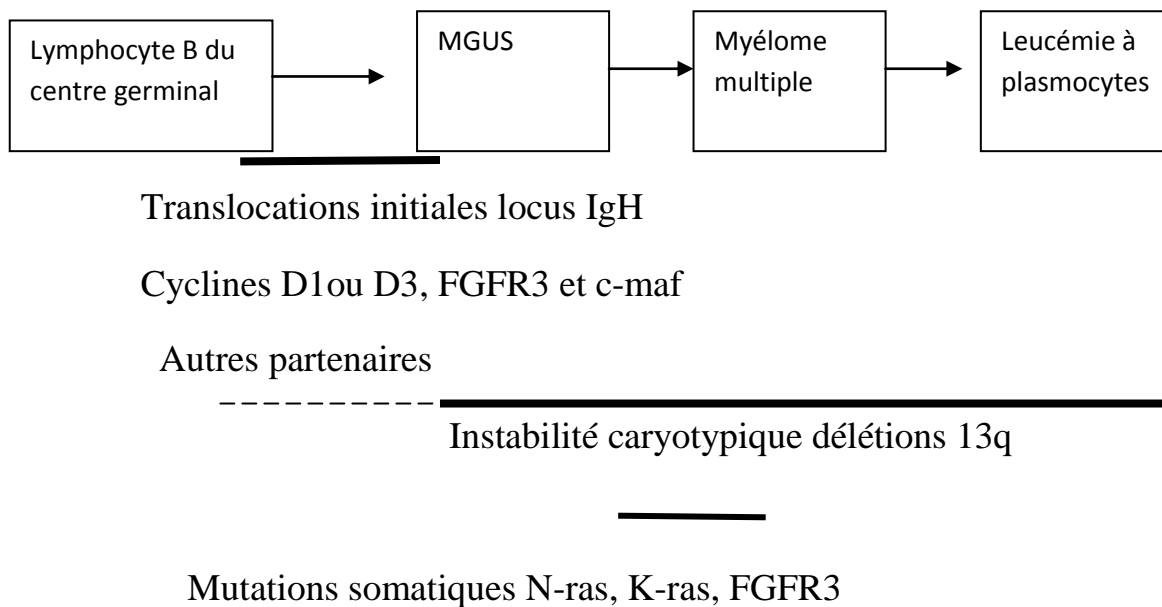 Lymphocyte B du
centre germinal
MGUS
Myélome
multiple
Leucémie à
plasmocytes
Translocations initiales locus IgH
Cyclines D1ou D3, FGFR3 et c-maf
Autres partenaires
Instabilité caryotypique délétions 13q
Mutations somatiques N-ras, K-ras, FGFR3